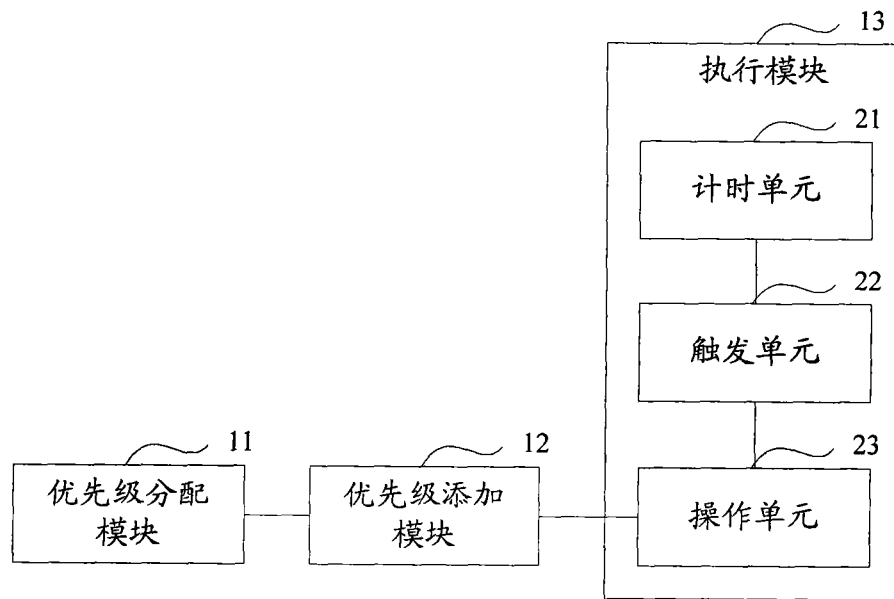 13
执行模块
21
计时单元
22
触发单元
11
优先级分配
模块
12
优先级添加
模块
23
操作单元